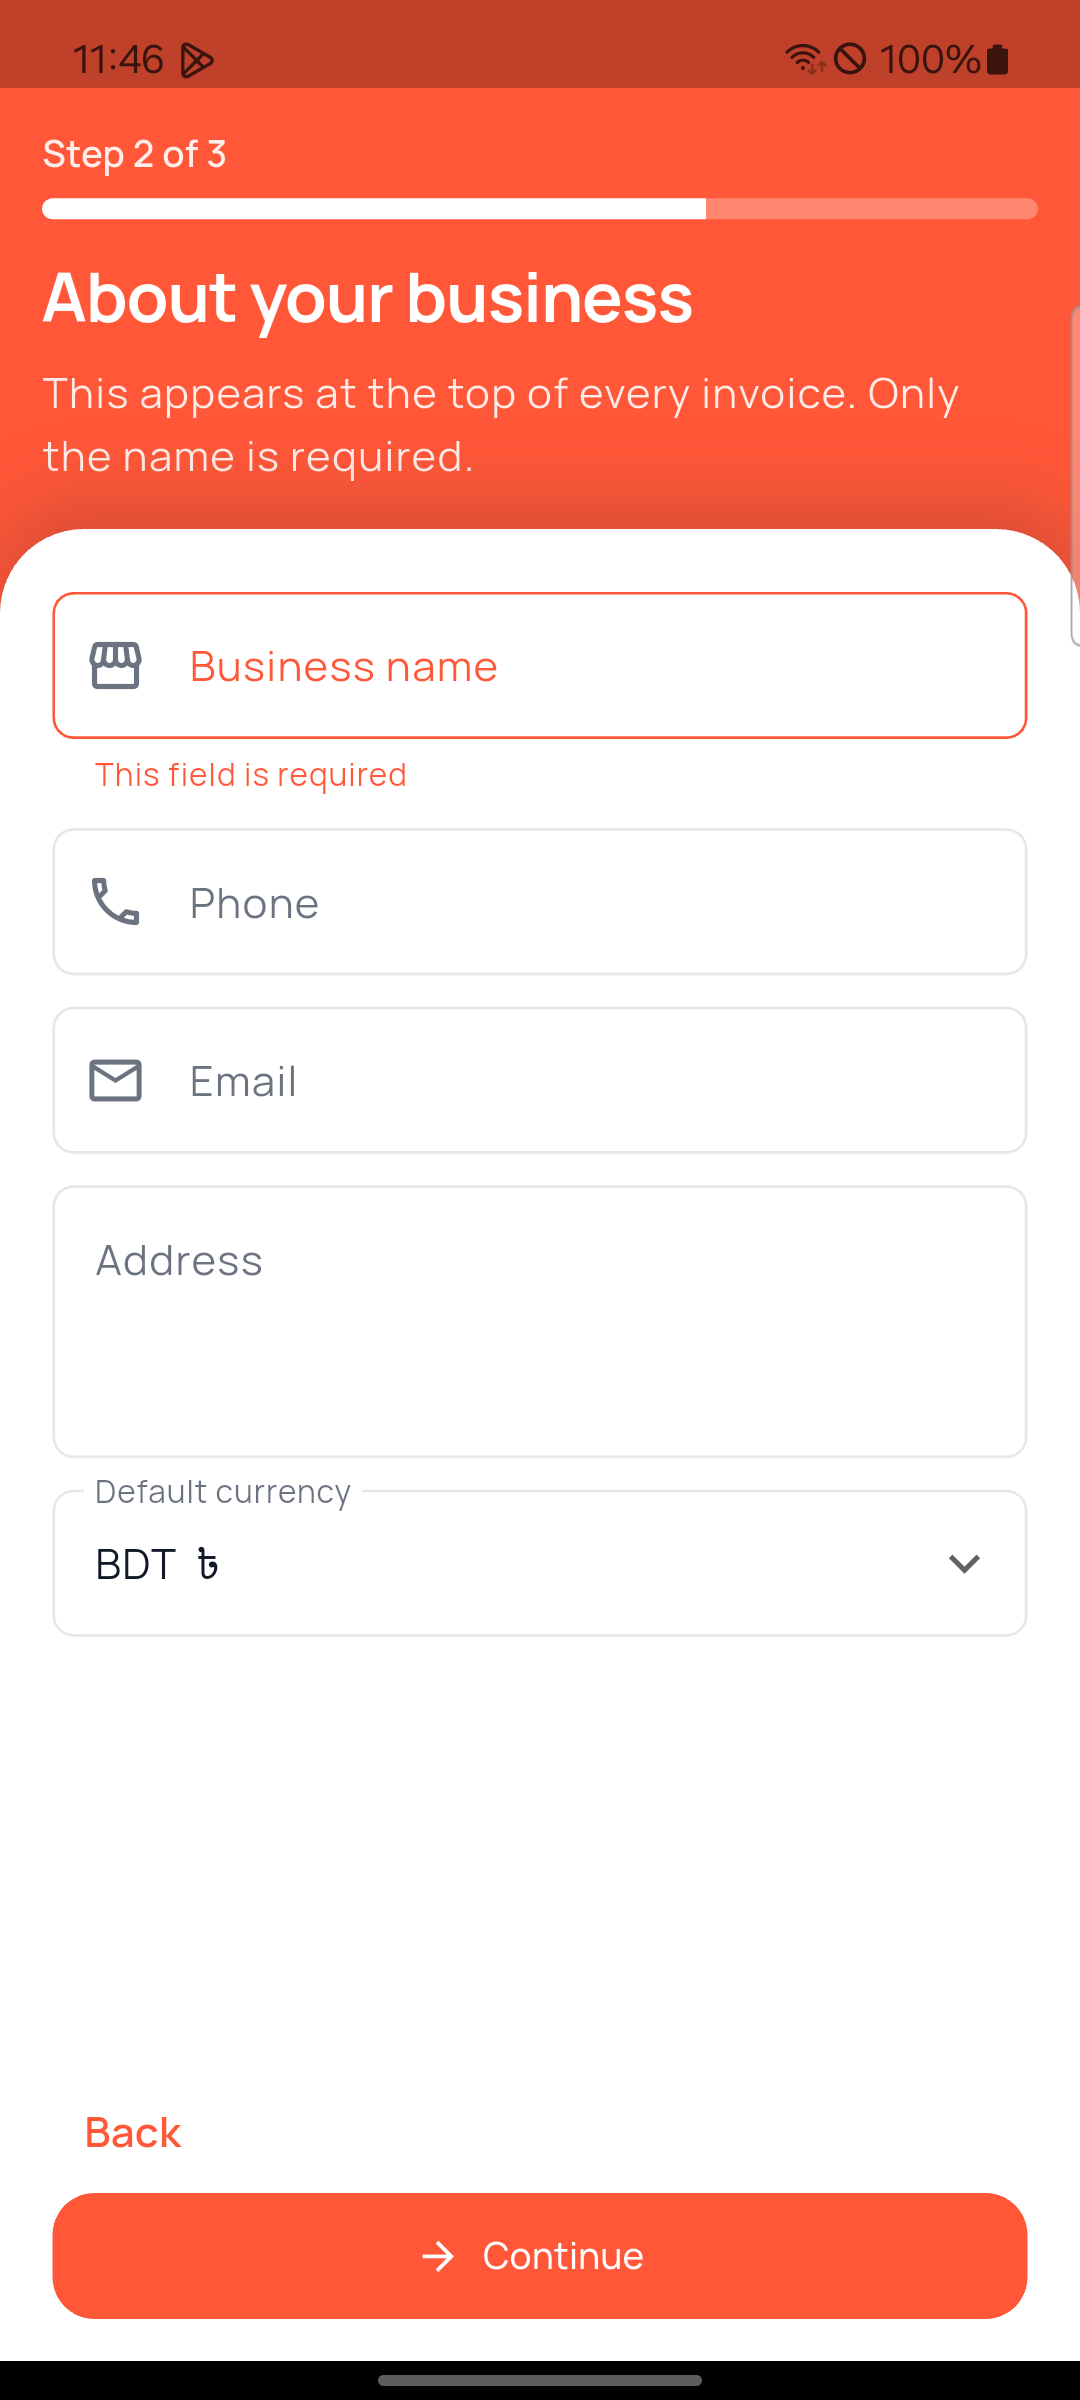 11:46 100%
Step 2 of 3
About your business
This appears at the top of every invoice. Only
the name is required.
Business name
This field is required
Phone
Email
Address
Default currency
BDT ৳
Back
Continue